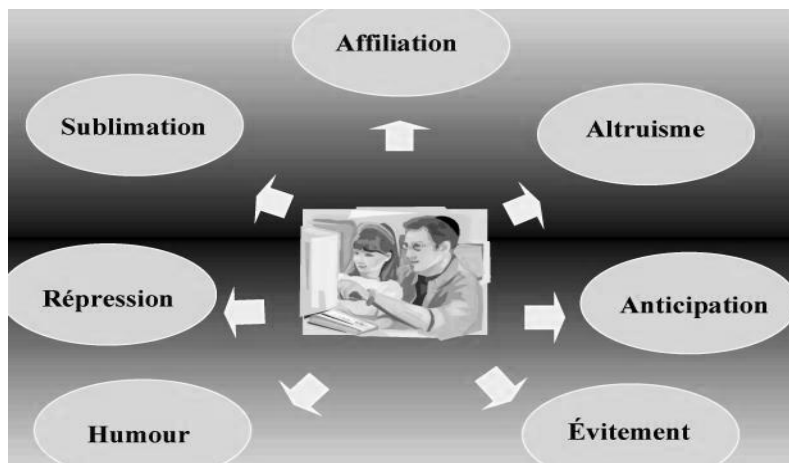 Affiliation
Sublimation
Altruisme
Répression
Anticipation
Humour
Évitement